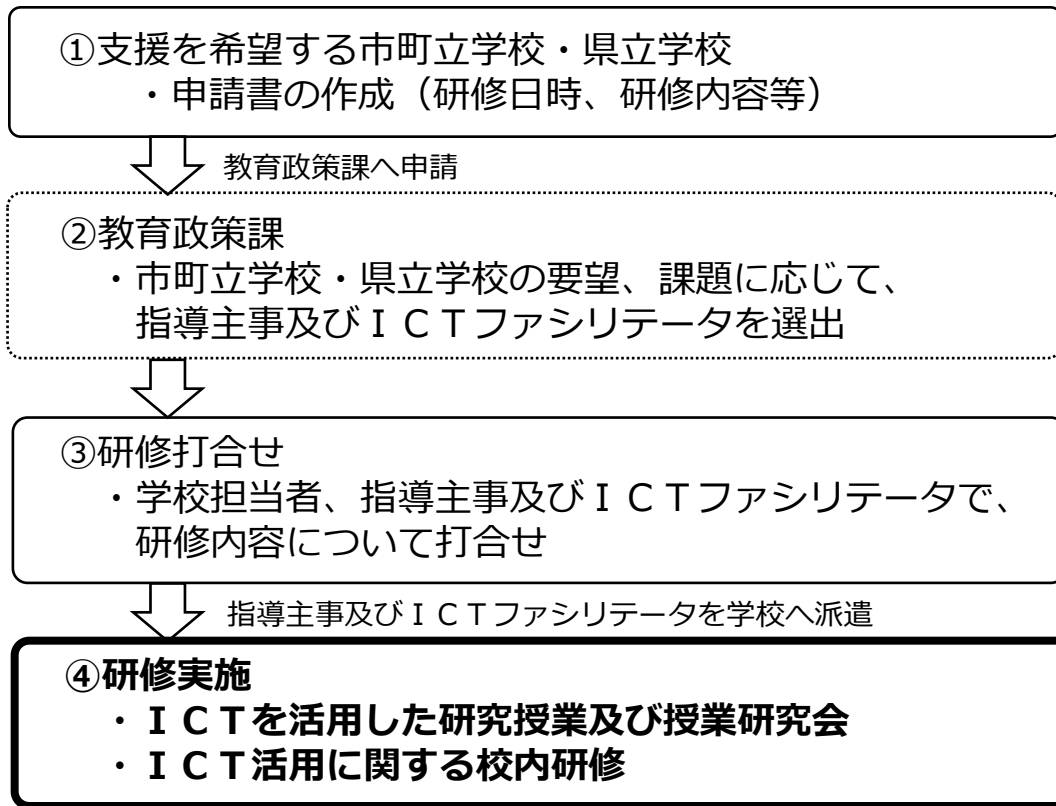 ①支援を希望する市町立学校・県立学校
・申請書の作成（研修日時、研修内容等）
教育政策課へ申請
②教育政策課
・市町立学校・県立学校の要望、課題に応じて、
指導主事及びＩＣＴファシリテータを選出
③研修打合せ
・学校担当者、指導主事及びＩＣＴファシリテータで、
研修内容について打合せ
指導主事及びＩＣＴファシリテータを学校へ派遣
④研修実施
・ＩＣＴを活用した研究授業及び授業研究会
・ＩＣＴ活用に関する校内研修